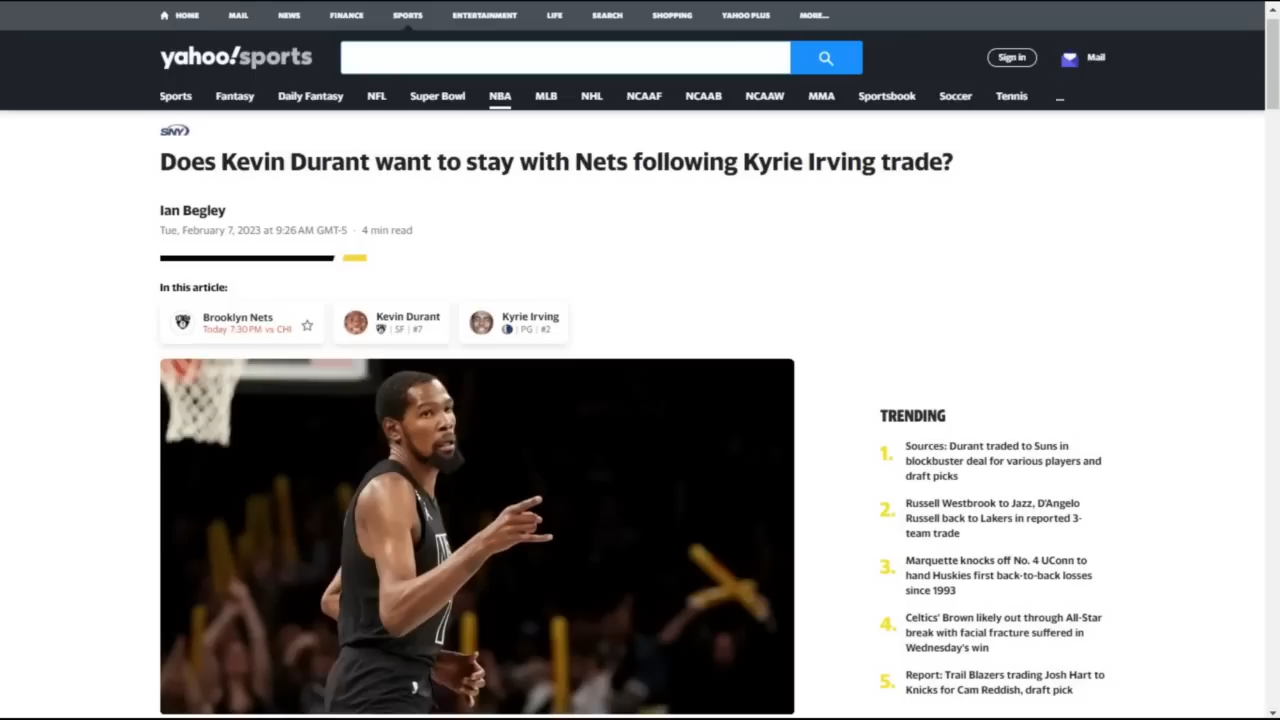 HOME MAIL NEWS FINANCE SPORTS ENTERTAINMENT LIFE SEARCH SHOPPING YAHOO PLUS MORE...
yahoo!sports
Sign in
Mail
Sports Fantasy Daily Fantasy NFL Super Bowl NBA MLB NHL NCAAF NCAAB NCAAW MMA Sportsbook Soccer Tennis ...
SNY
Does Kevin Durant want to stay with Nets following Kyrie Irving trade?
Ian Begley
Tue, February 7, 2023 at 9:26 AM GMT-5 · 4 min read
In this article:
Brooklyn Nets
Today 7:30 PM vs CHI
Kevin Durant
| SF | #7
Kyrie Irving
| PG | #2
TRENDING
1. Sources: Durant traded to Suns in
blockbuster deal for various players and
draft picks
2. Russell Westbrook to Jazz, D'Angelo
Russell back to Lakers in reported 3-
team trade
3. Marquette knocks off No. 4 UConn to
hand Huskies first back-to-back losses
since 1993
4. Celtics' Brown likely out through All-Star
break with facial fracture suffered in
Wednesday's win
5. Report: Trail Blazers trading Josh Hart to
Knicks for Cam Reddish, draft pick